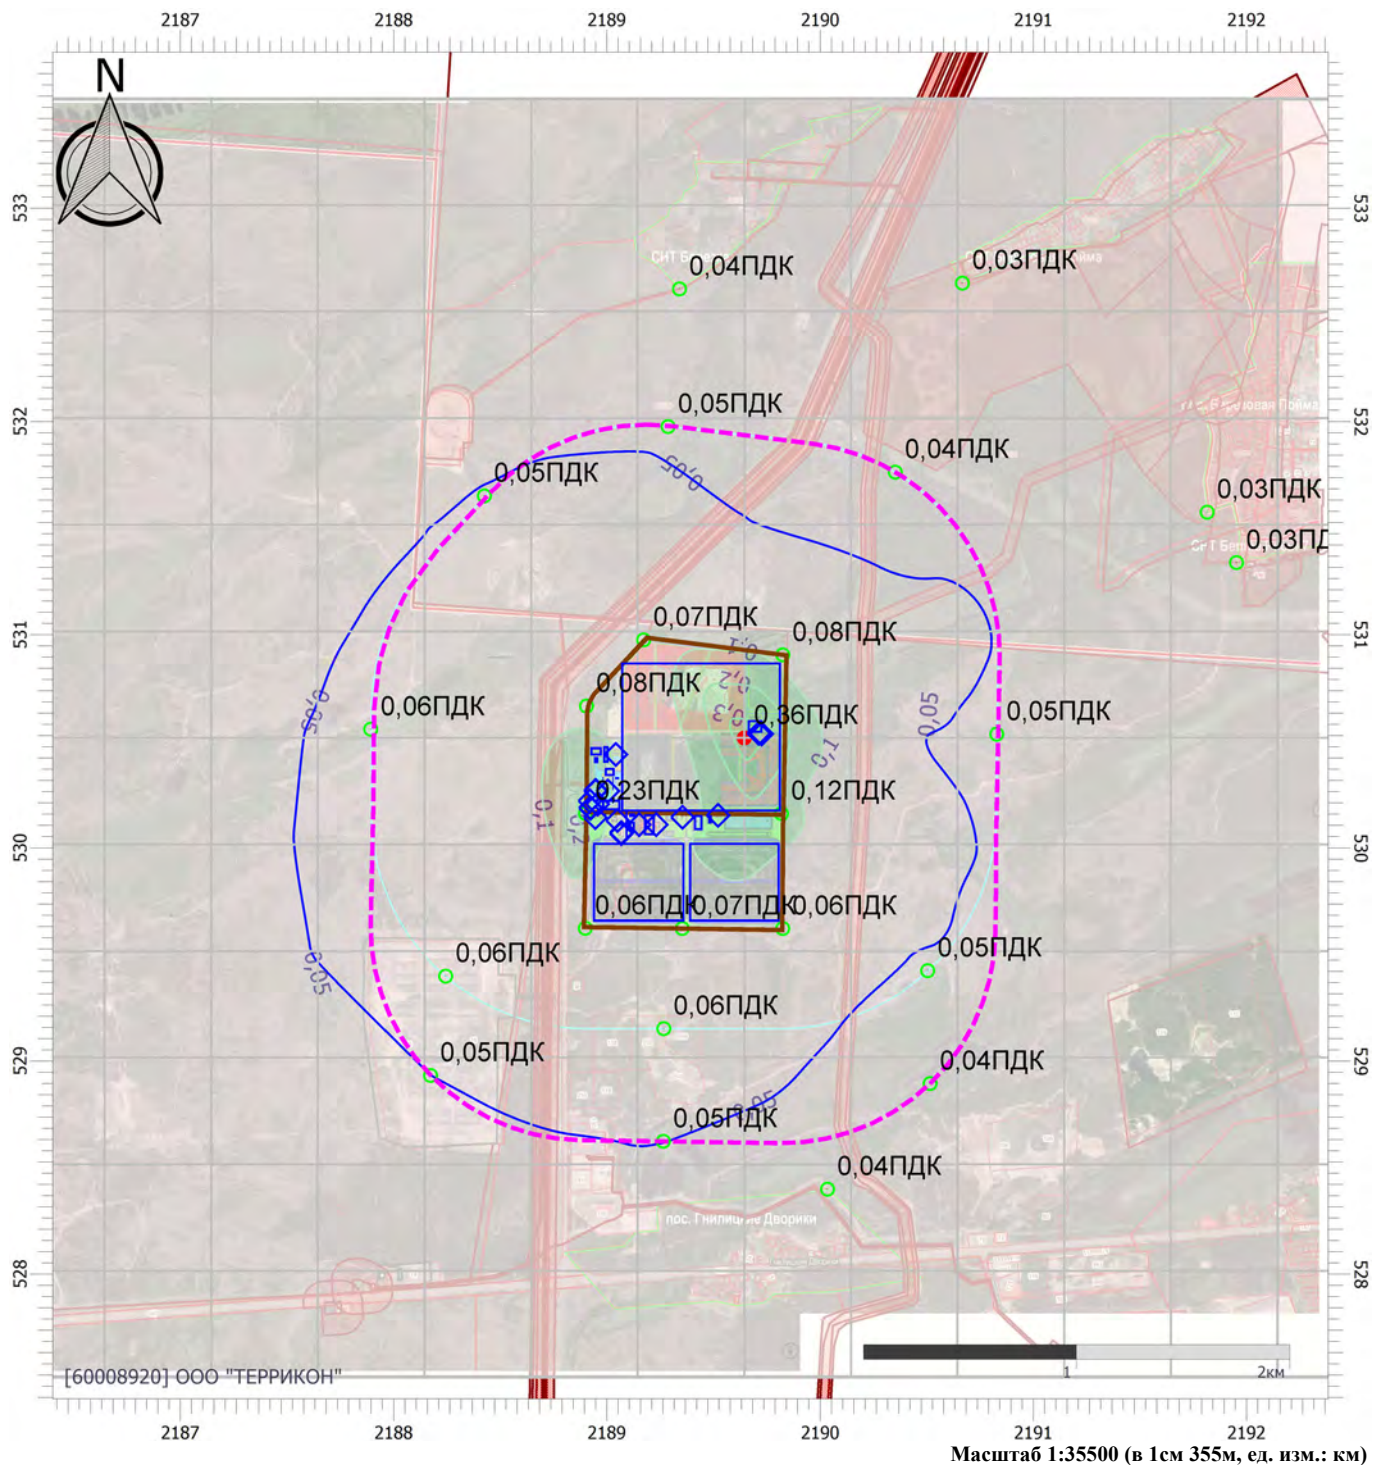 2187 2188 2189 2190 2191 2192
N
533 533
СНТ
0,04ПДК
0,03ПДК
532 532
0,05ПДК
0,04ПДК
0,05
0,05ПДК
0,03ПДК
0,03ПД
531 531
0,07ПДК
0,08ПДК
0,1
0,2
0,3
0,08ПДК
0,06ПДК
0,05
0,36ПДК
0,05
0,05ПДК
0,1
0,23ПДК
0,12ПДК
0,1
0,2
530 530
0,06ПДК
0,07ПДК
0,06ПДК
0,06ПДК
0,05ПДК
0,05
0,06ПДК
529 529
0,05ПДК
0,04ПДК
0,05
0,05ПДК
0,04ПДК
пос. Гнилицкие Дворики
528 528
1 2км
[60008920] ООО "ТЕРРИКОН"
2187 2188 2189 2190 2191 2192
Масштаб 1:35500 (в 1см 355м, ед. изм.: км)